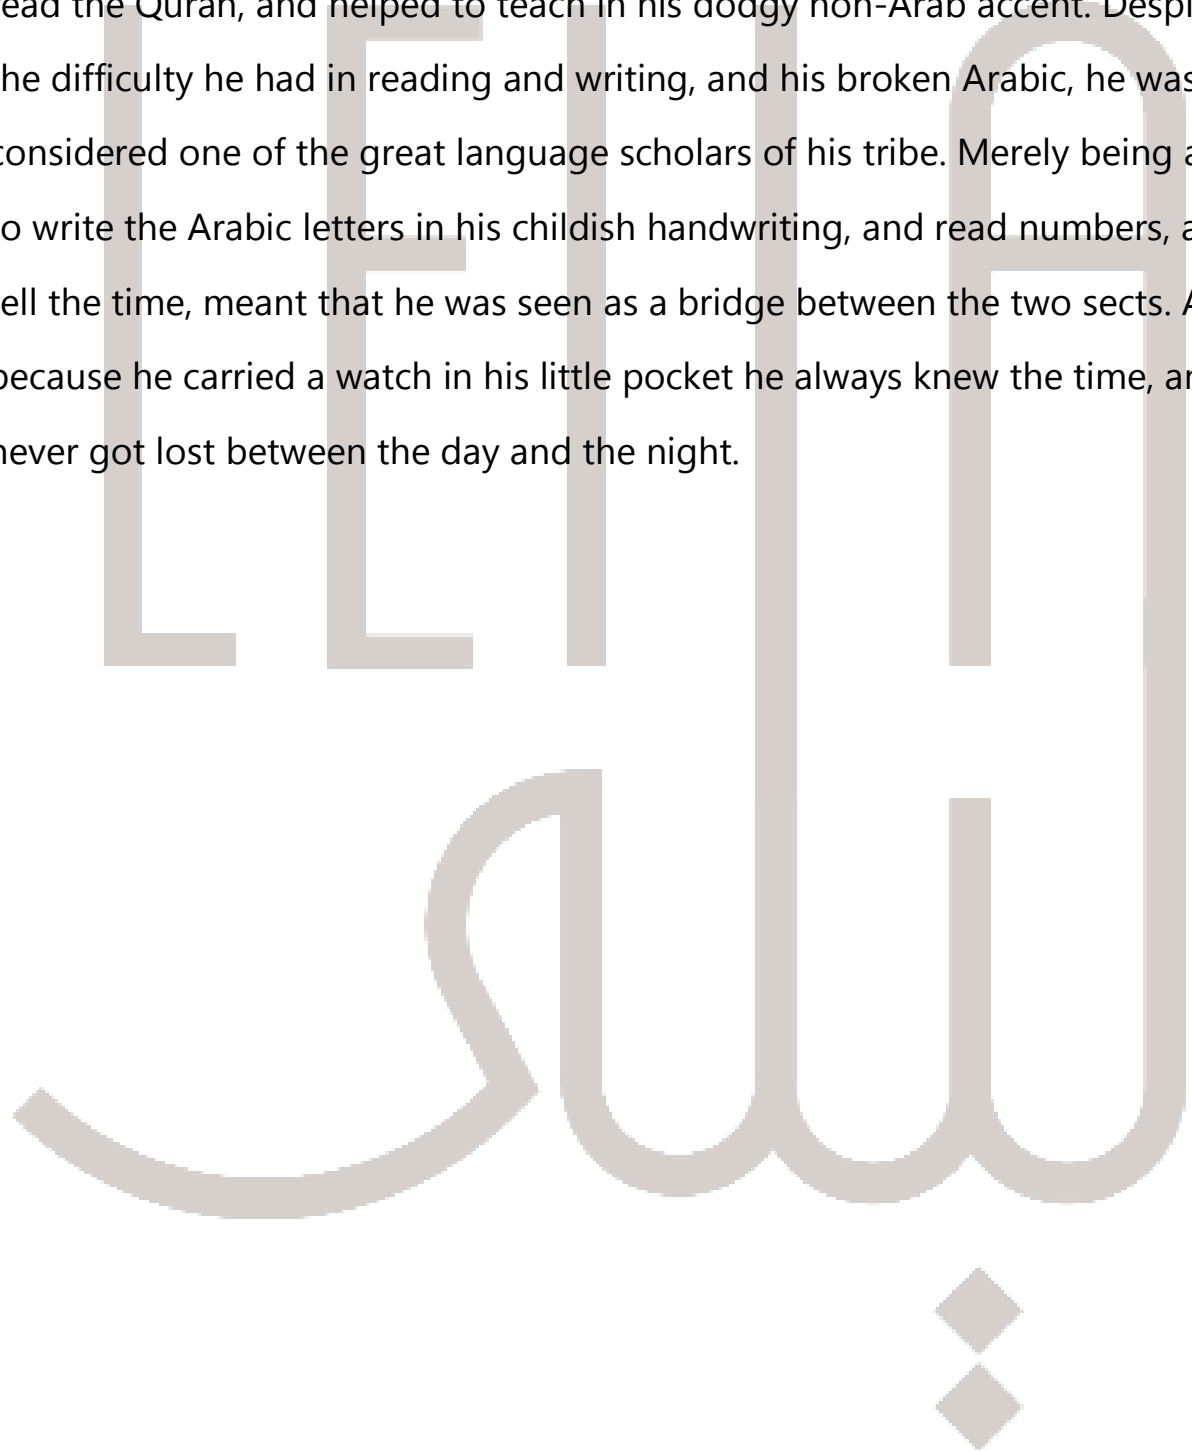 read the Quran, and helped to teach in his dodgy non-Arab accent. Despi
he difficulty he had in reading and writing, and his broken Arabic, he was
considered one of the great language scholars of his tribe. Merely being a
o write the Arabic letters in his childish handwriting, and read numbers, a
ell the time, meant that he was seen as a bridge between the two sects. A
because he carried a watch in his little pocket he always knew the time, an
never got lost between the day and the night.
LEILA
ليلى